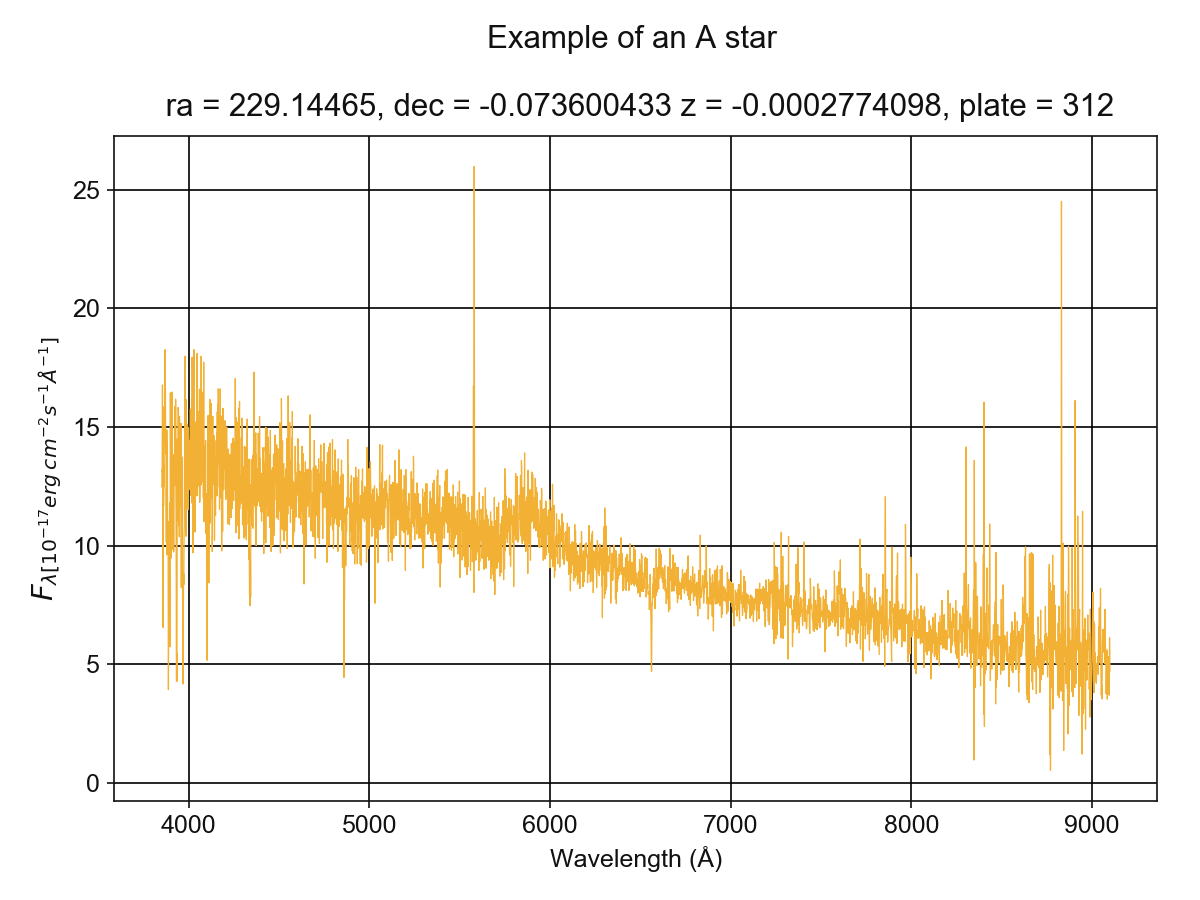 Example of an A star
ra = 229.14465, dec = -0.073600433 z = -0.0002774098, plate = 312
25
20
15
10
5
0
F_{λ[10^{-17}erg cm^{-2}s^{-1}Å^{-1}]}
4000 5000 6000 7000 8000 9000
Wavelength (Å)